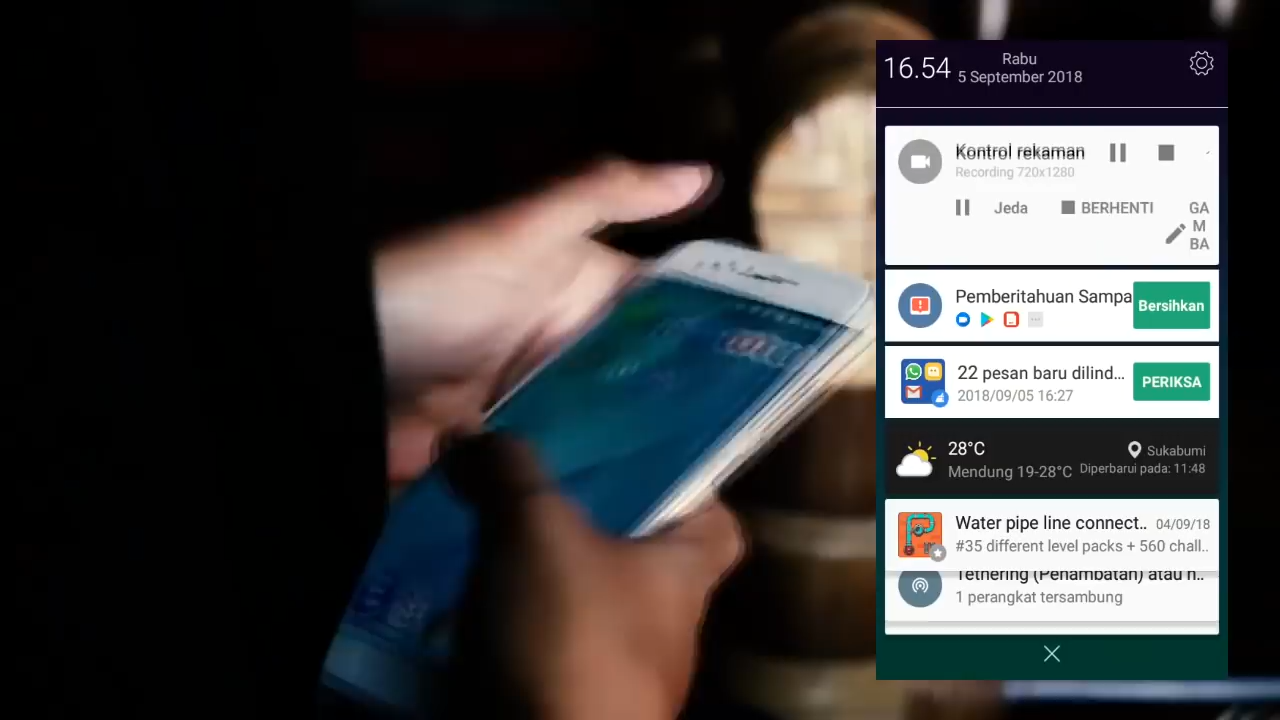 16.54
Rabu
5 September 2018
Kontrol rekaman
Recording 720x1280
Jeda
BERHENTI
GA
M
BA
Pemberitahuan Sampa
Bersihkan
22 pesan baru dilind...
2018/09/05 16:27
PERIKSA
28°C
Sukabumi
Mendung 19-28°C
Diperbarui pada: 11:48
Water pipe line connect..
04/09/18
#35 different level packs + 560 chall..
Tethering (Penambatan) atau h..
1 perangkat tersambung